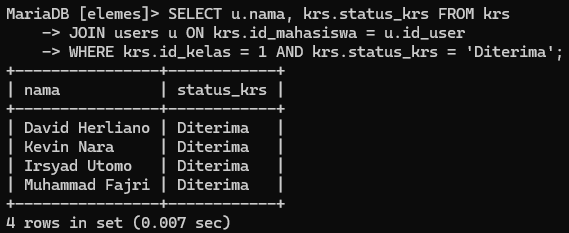 MariaDB [elemes]> SELECT u.nama, krs.status_krs FROM krs
    -> JOIN users u ON krs.id_mahasiswa = u.id_user
    -> WHERE krs.id_kelas = 1 AND krs.status_krs = 'Diterima';
+----------------+------------+
| nama           | status_krs |
+----------------+------------+
| David Herliano | Diterima   |
| Kevin Nara     | Diterima   |
| Irsyad Utomo   | Diterima   |
| Muhammad Fajri | Diterima   |
+----------------+------------+
4 rows in set (0.007 sec)